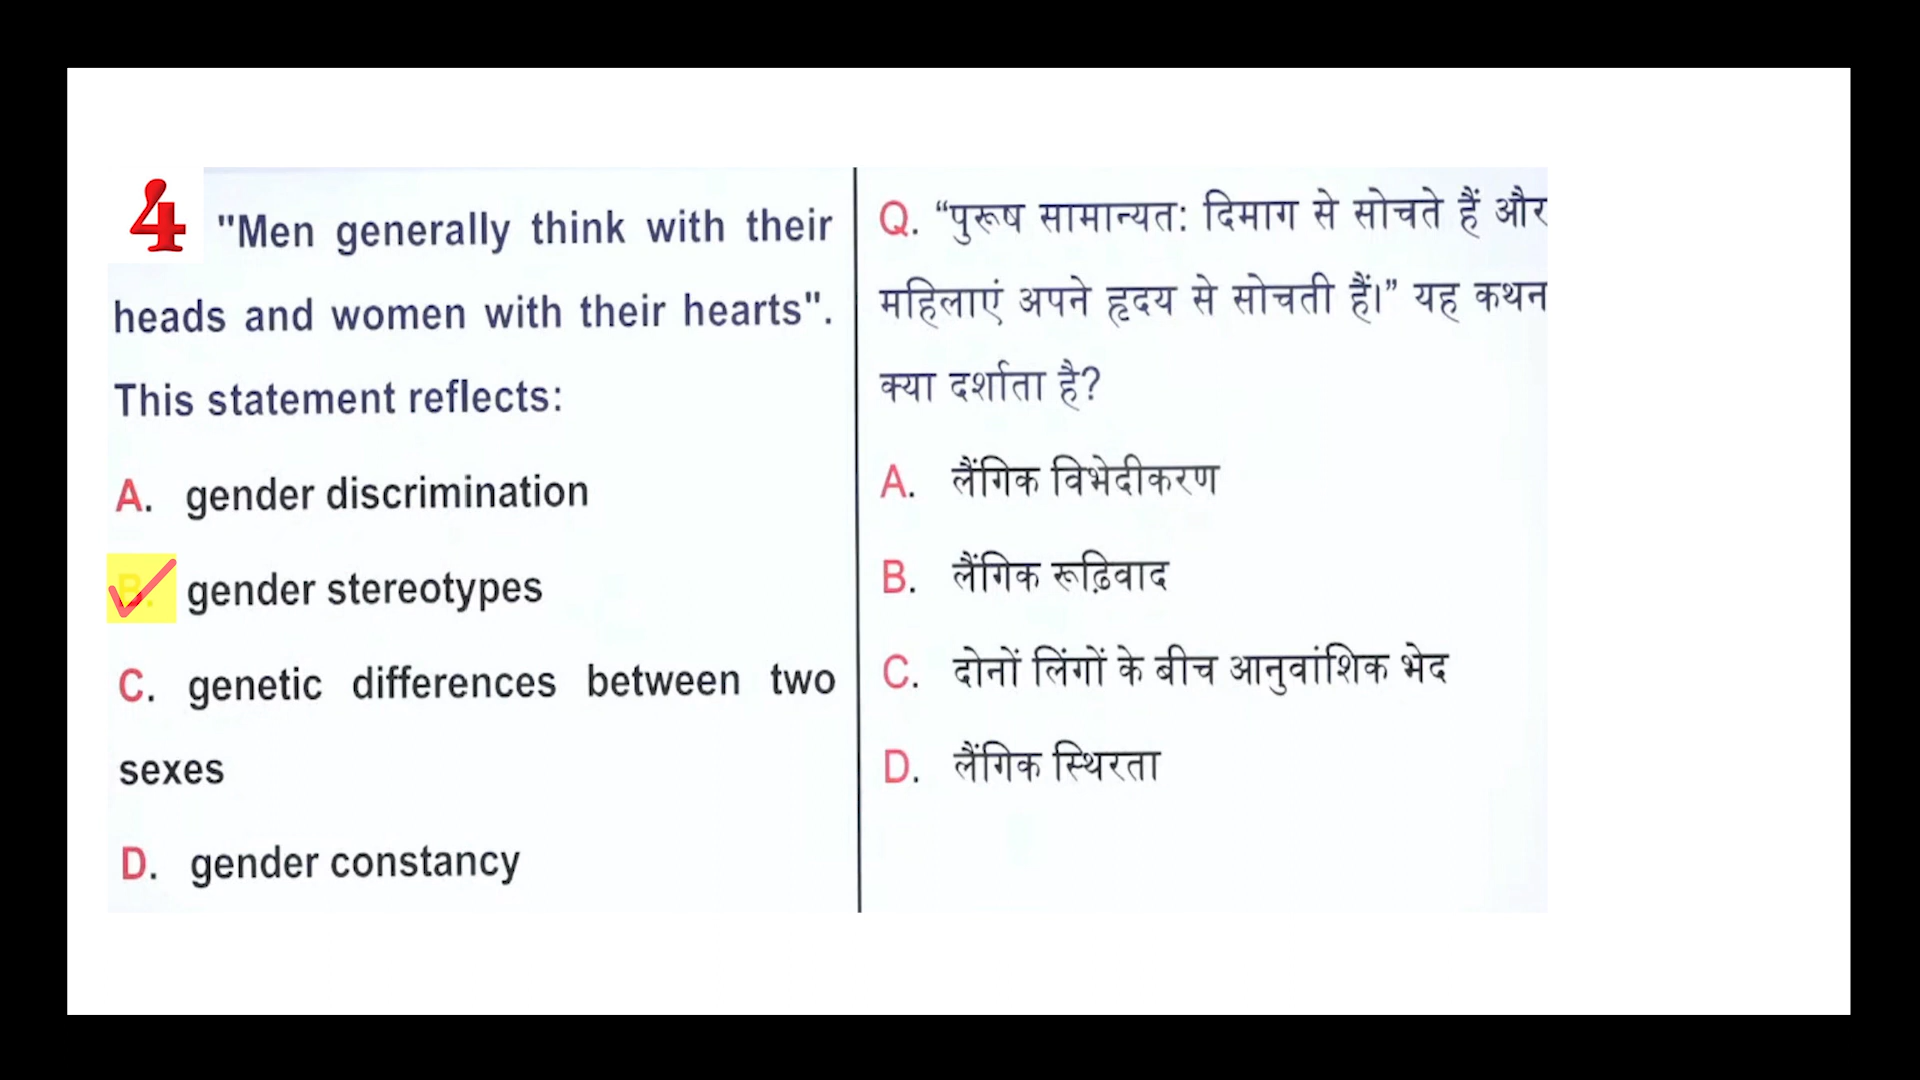 4 "Men generally think with their
heads and women with their hearts".
This statement reflects:
A. gender discrimination
B. gender stereotypes
C. genetic differences between two
sexes
D. gender constancy
Q. “पुरूष सामान्यत: दिमाग से सोचते हैं और
महिलाएं अपने हृदय से सोचती हैं।” यह कथन
क्या दर्शाता है?
A. लैंगिक विभेदीकरण
B. लैंगिक रूढ़िवाद
C. दोनों लिंगों के बीच आनुवांशिक भेद
D. लैंगिक स्थिरता